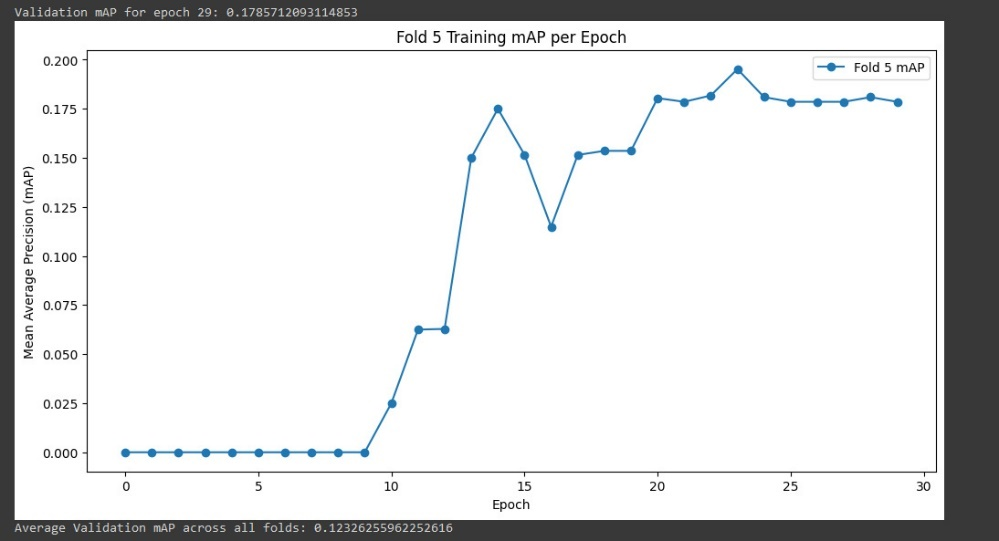 Validation mAP for epoch 29: 0.1785712093114853
Fold 5 Training mAP per Epoch
Fold 5 mAP
Mean Average Precision (mAP)
0.200
0.175
0.150
0.125
0.100
0.075
0.050
0.025
0.000
0 5 10 15 20 25 30
Epoch
Average Validation mAP across all folds: 0.12326255962252616